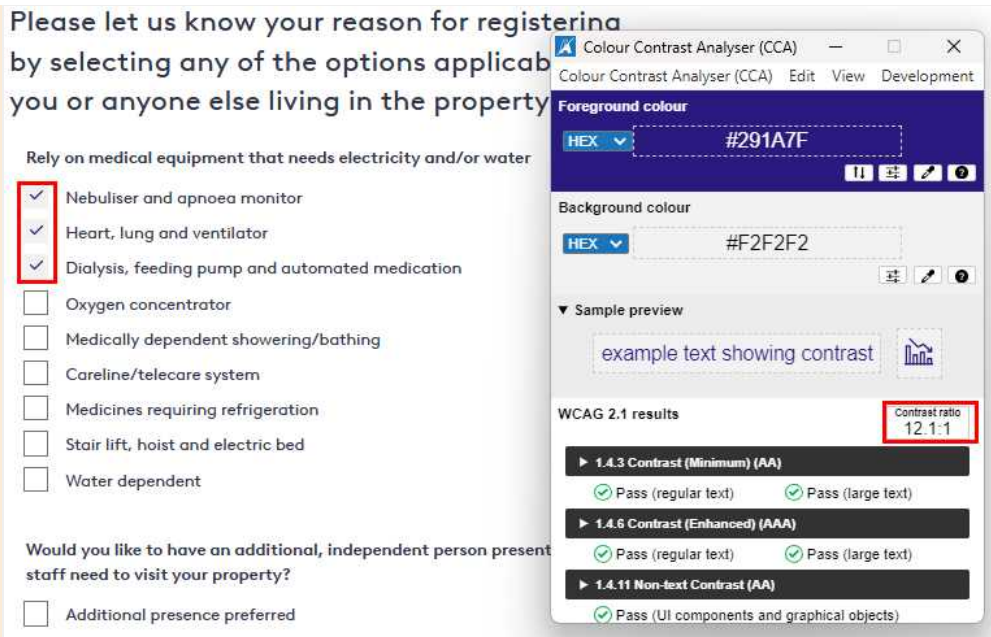 Please let us know your reason for registering
by selecting any of the options applicab
you or anyone else living in the property
Rely on medical equipment that needs electricity and/or water
Nebuliser and apnoea monitor
Heart, lung and ventilator
Dialysis, feeding pump and automated medication
Oxygen concentrator
Medically dependent showering/bathing
Careline/telecare system
Medicines requiring refrigeration
Stair lift, hoist and electric bed
Water dependent
Would you like to have an additional, independent person present
staff need to visit your property?
Additional presence preferred
Colour Contrast Analyser (CCA)
Colour Contrast Analyser (CCA) Edit View Development
Foreground colour
HEX #291A7F
Background colour
HEX #F2F2F2
Sample preview
example text showing contrast
WCAG 2.1 results
Contrast ratio
12.1:1
1.4.3 Contrast (Minimum) (AA)
Pass (regular text) Pass (large text)
1.4.6 Contrast (Enhanced) (AAA)
Pass (regular text) Pass (large text)
1.4.11 Non-text Contrast (AA)
Pass (UI components and graphical objects)